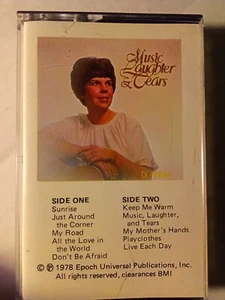 Music
Laughter
& Tears
SIDE ONE
Sunrise
Just Around
the Corner
My Road
All the Love in
the World
Don't Be Afraid
SIDE TWO
Keep Me Warm
Music, Laughter,
and Tears
My Mother's Hands
Playclothes
Live Each Day
© ℗ 1978 Epoch Universal Publications, Inc.
All rights reserved, clearances BMI